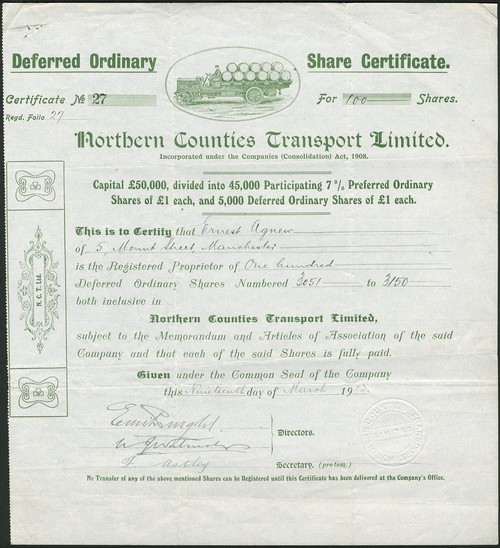 Deferred Ordinary Share Certificate.
Certificate No 27 For 100 Shares.
Regd. Folio 27
Northern Counties Transport Limited.
Incorporated under the Companies (Consolidation) Act, 1908.
Capital £50,000, divided into 45,000 Participating 7% Preferred Ordinary
Shares of £1 each, and 5,000 Deferred Ordinary Shares of £1 each.
N. C. T. Ltd.
This is to Certify that Ernest Agnew
of 5, Mount Street, Manchester
is the Registered Proprietor of One hundred
Deferred Ordinary Shares Numbered 3051 to 3150
both inclusive in
Northern Counties Transport Limited,
subject to the Memorandum and Articles of Association of the said
Company and that each of the said Shares is fully paid.
Given under the Common Seal of the Company
this Nineteenth day of March 19
Directors.
Ashley
Secretary. (pro tem.)
No Transfer of any of the above mentioned Shares can be Registered until this Certificate has been delivered at the Company's Office.